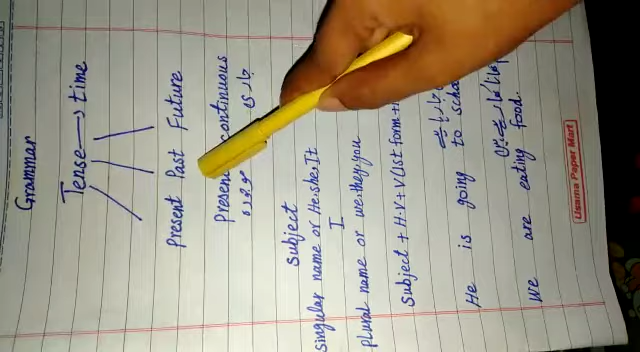 Grammar
Tense → time
Present Past Future
Present continuous
subject
singular name or He, she, It
I
plural name or we, they, you
subject + H.V + V(1st form +
He is going to scho
We are eating food.
Usama Paper Mart